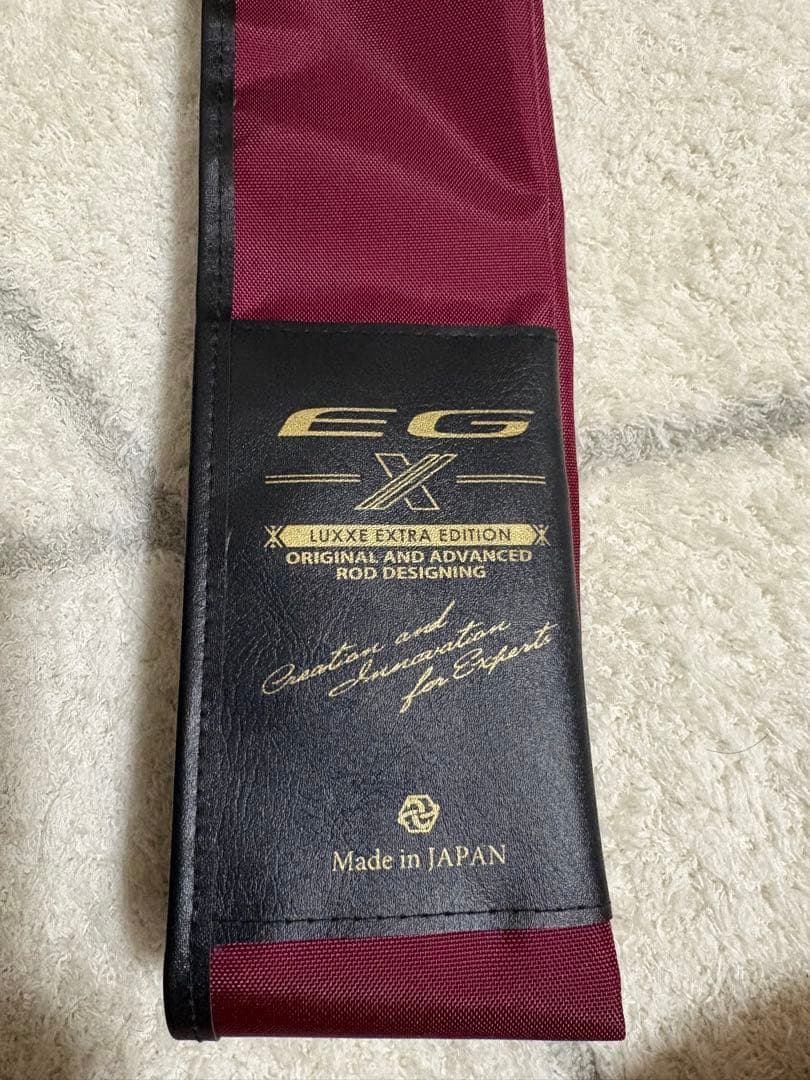 EG
X
LUXXE EXTRA EDITION
ORIGINAL AND ADVANCED
ROD DESIGNING
Creation and
Innovation
for Experts
Made in JAPAN